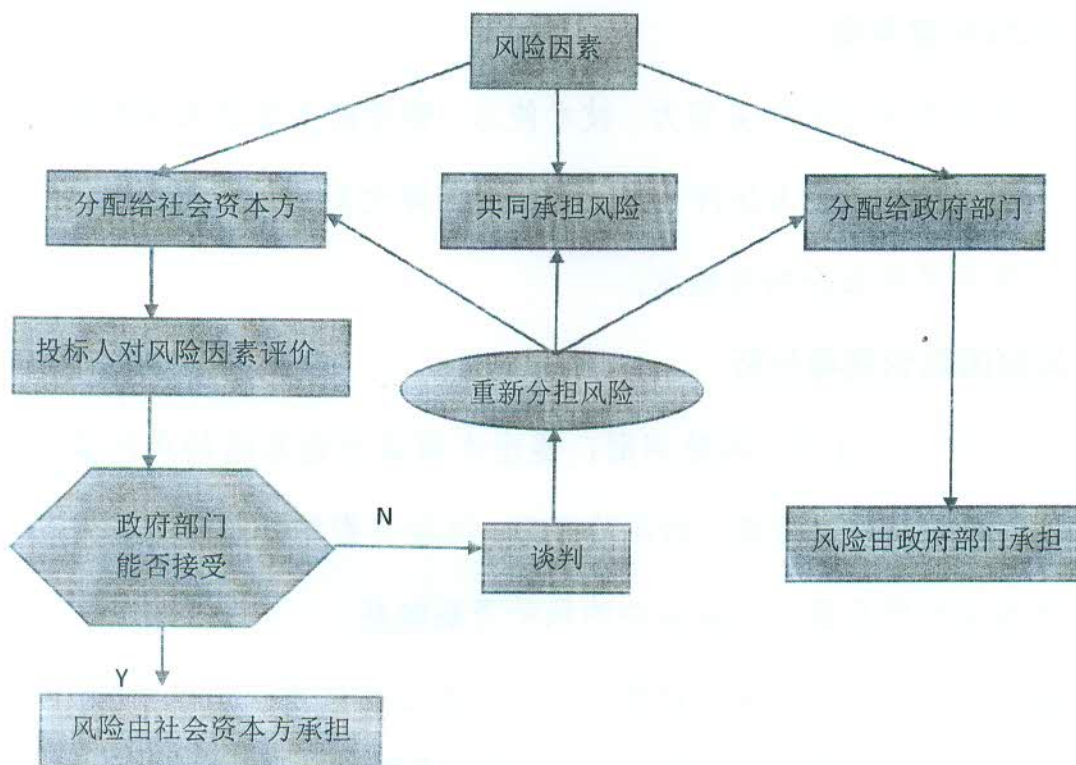 风险因素
分配给社会资本方
共同承担风险
分配给政府部门
投标人对风险因素评价
重新分担风险
政府部门
能否接受
N
谈判
风险由政府部门承担
Y
风险由社会资本方承担